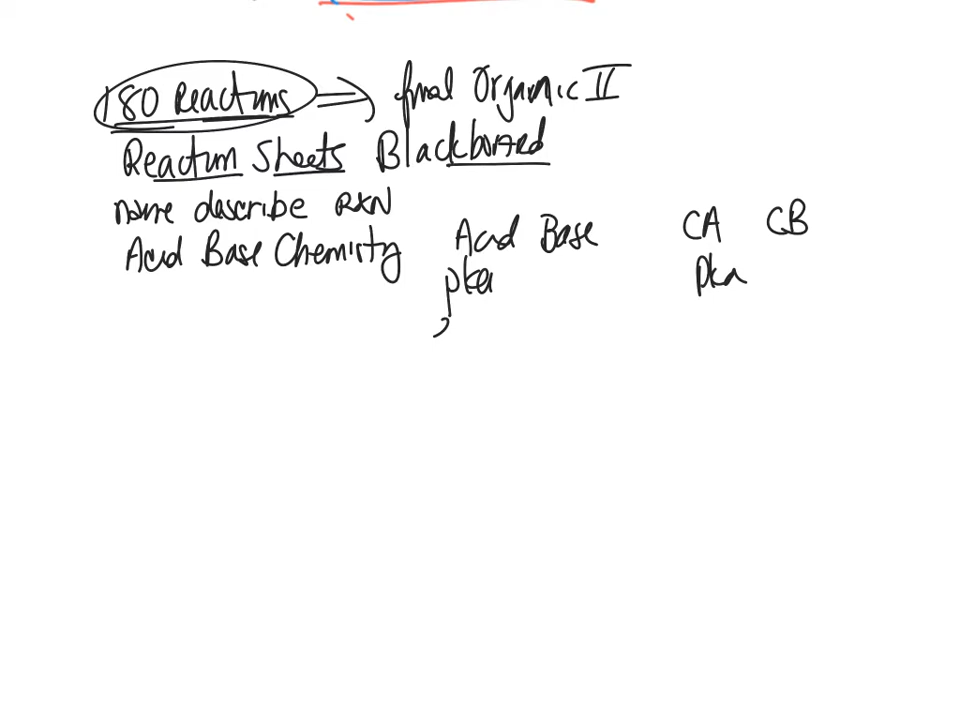 180 Reactions ⇒ final Organic II
Reaction Sheets Blackboard
name describe RXN
Acid Base Chemistry Acid Base CA CB
pka pka